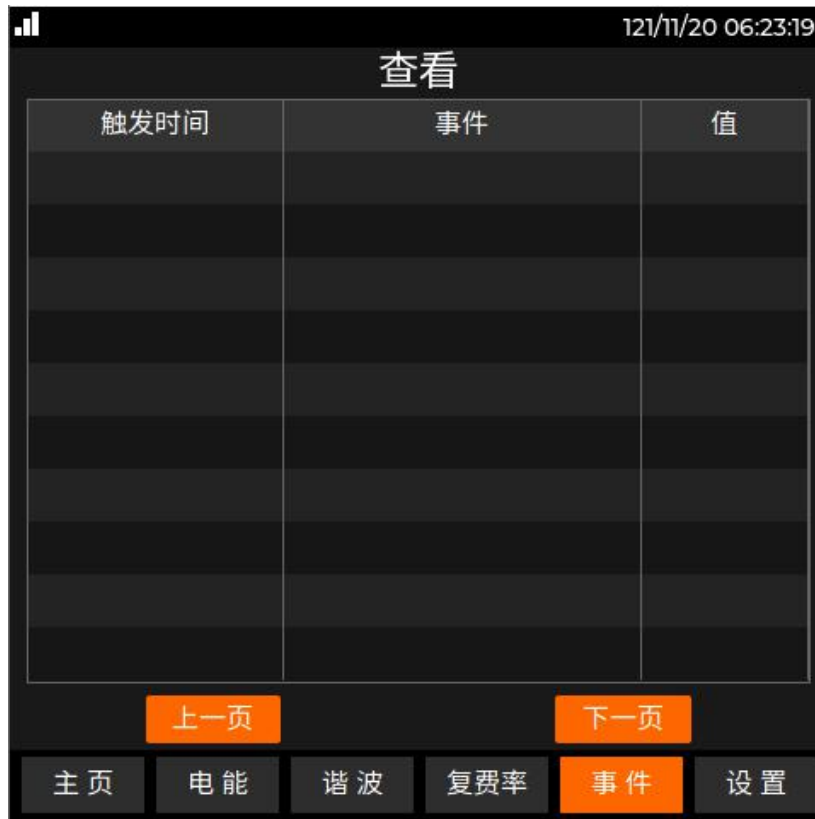 121/11/20 06:23:19
查看
触发时间 事件 值
上一页 下一页
主页 电能 谐波 复费率 事件 设置